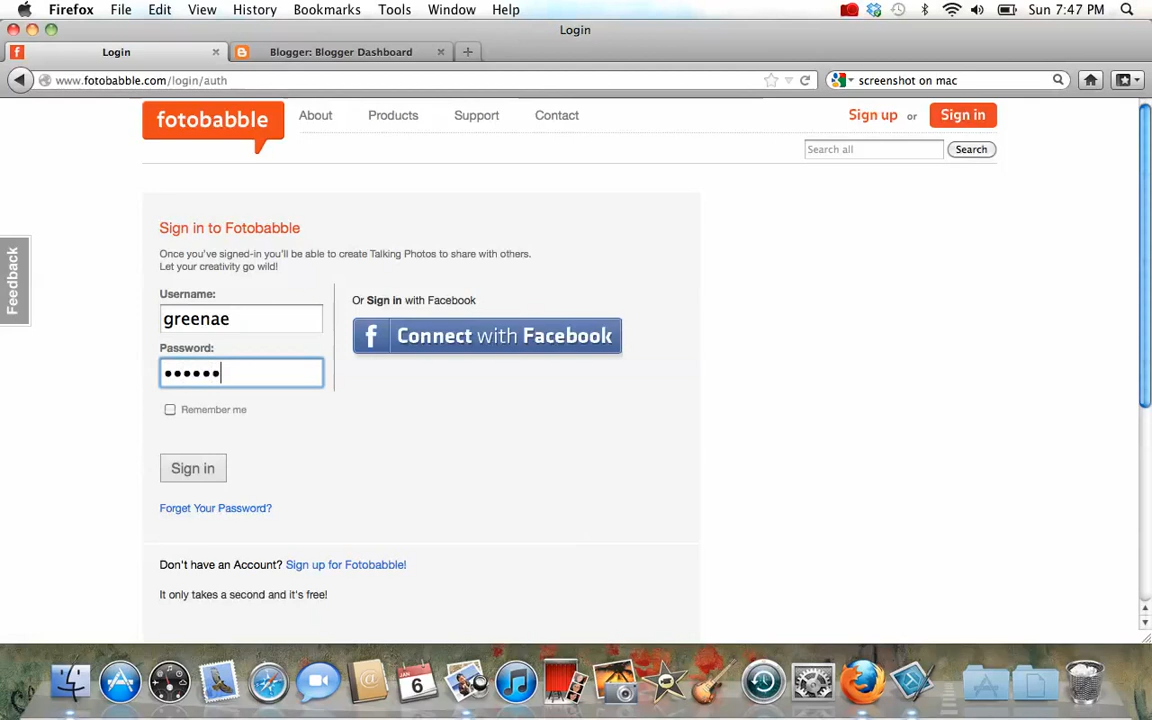 Firefox File Edit View History Bookmarks Tools Window Help Sun 7:47 PM
Login
Login Blogger: Blogger Dashboard
www.fotobabble.com/login/auth screenshot on mac
fotobabble About Products Support Contact Sign up or Sign in
Search all Search
Feedback
Sign in to Fotobabble
Once you've signed-in you'll be able to create Talking Photos to share with others.
Let your creativity go wild!
Username:
greenae
Password:
••••••
Remember me
Sign in
Forget Your Password?
Or Sign in with Facebook
f Connect with Facebook
Don't have an Account? Sign up for Fotobabble!
It only takes a second and it's free!
6